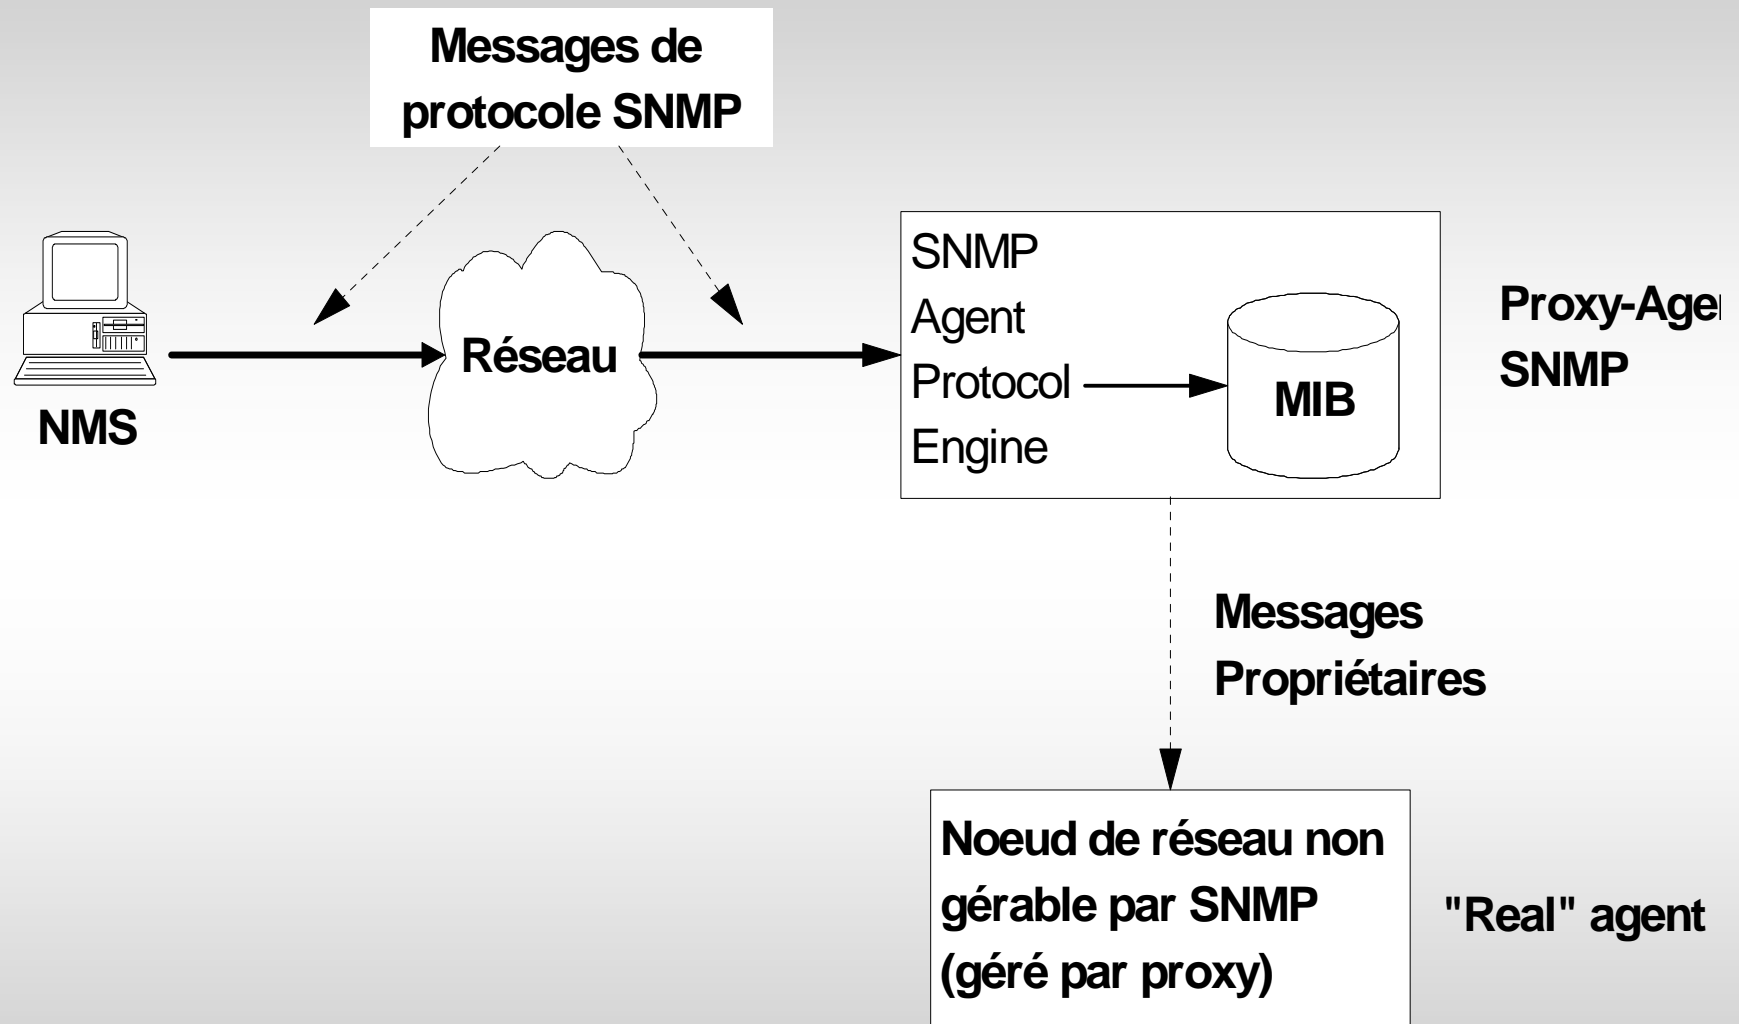 Messages de
protocole SNMP
NMS
Réseau
SNMP
Agent
Protocol
Engine
MIB
SNMP
Messages
Propriétaires
Noeud de réseau non
gérable par SNMP
(géré par proxy)
"Real" agent